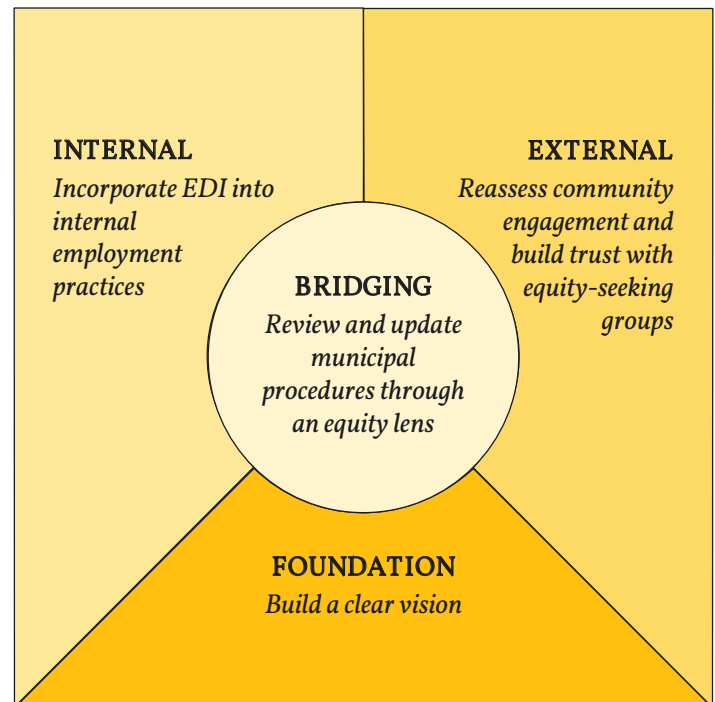 INTERNAL
Incorporate EDI into
internal
employment
practices
EXTERNAL
Reassess community
engagement and
build trust with
equity-seeking
groups
BRIDGING
Review and update
municipal
procedures through
an equity lens
FOUNDATION
Build a clear vision